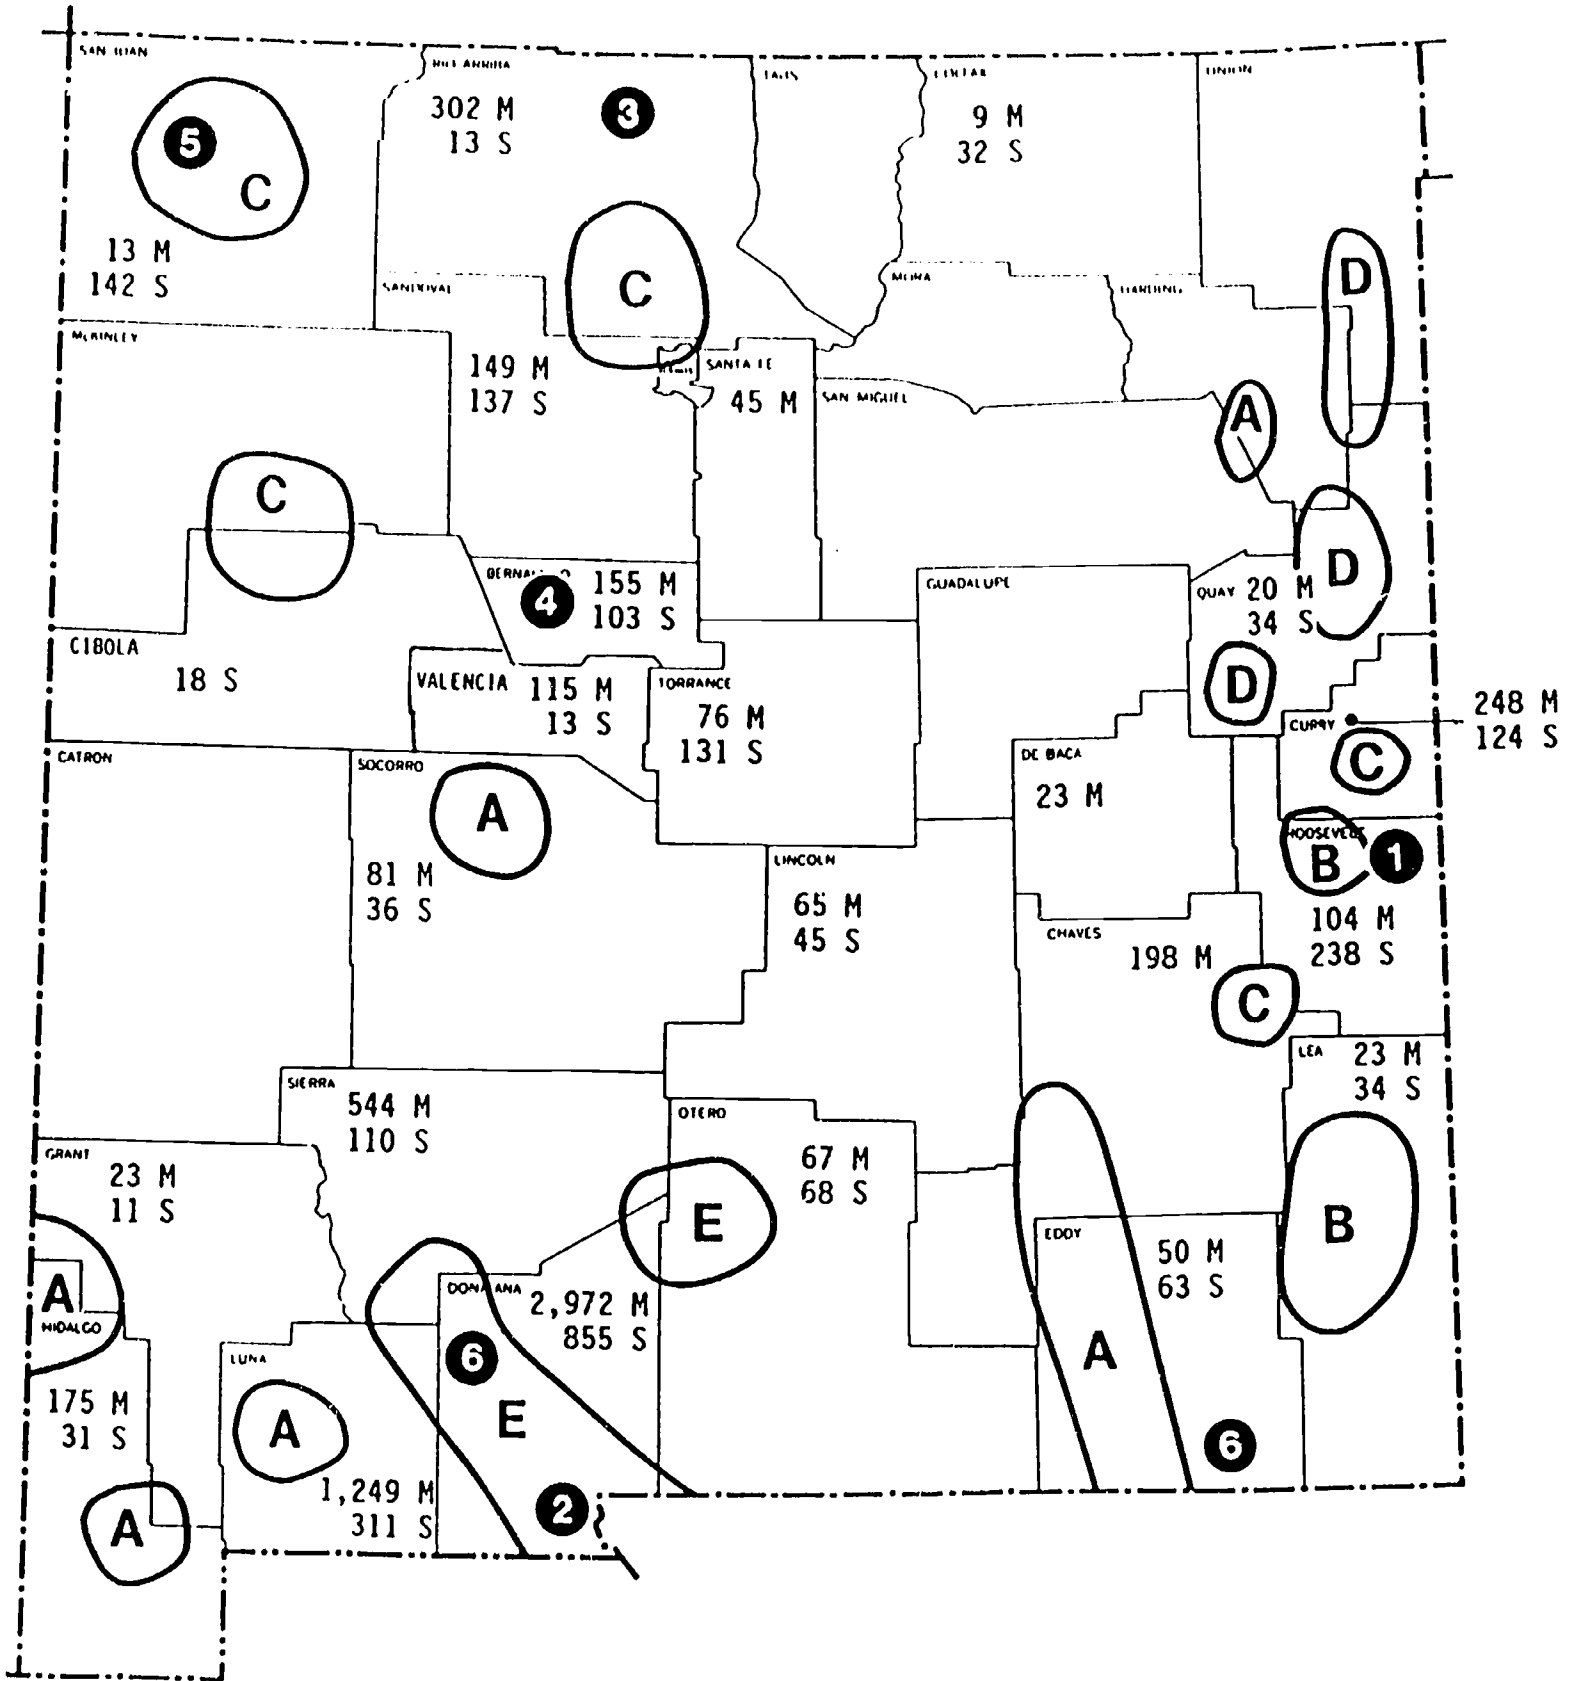 SAN JUAN
5
C
13 M
142 S
RIO ARRIBA
302 M
13 S
3
C
TAOS
COLFAX
9 M
32 S
UNION
D
MORA
HARDING
A
McKINLEY
C
SANDOVAL
149 M
137 S
SANTA FE
45 M
SAN MIGUEL
D
BERNA
4
155 M
103 S
GUADALUPE
QUAY
20 M
34 S
D
CIBOLA
18 S
VALENCIA
115 M
13 S
TORRANCE
76 M
131 S
CURRY
248 M
124 S
C
CATRON
SOCORRO
A
81 M
36 S
DE BACA
23 M
ROOSEVELT
B
1
104 M
238 S
LINCOLN
65 M
45 S
CHAVES
198 M
C
LEA
23 M
34 S
B
SIERRA
544 M
110 S
OTERO
67 M
68 S
E
GRANT
23 M
11 S
A
HIDALGO
175 M
31 S
A
LUNA
A
1,249 M
311 S
DONA ANA
2,972 M
855 S
6
E
2
EDDY
50 M
63 S
A
6